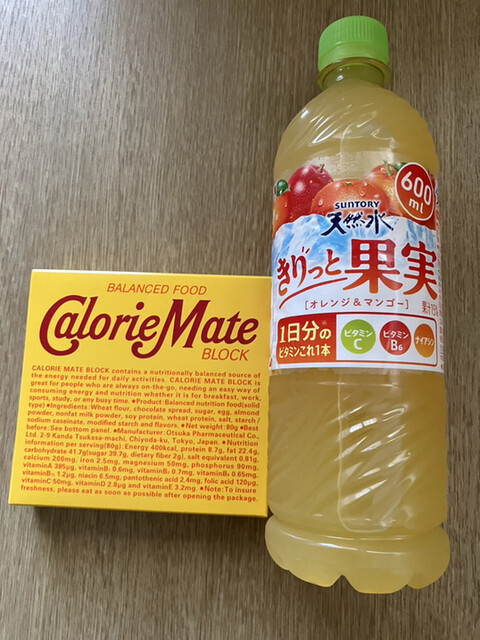 BALANCED FOOD
CalorieMate
BLOCK
CALORIE MATE BLOCK contains a nutritionally balanced source of
the energy needed for daily activities. CALORIE MATE BLOCK is
great for people who are always on-the-go, needing an easy way of
consuming energy and nutrition whether it is for breakfast, work,
sports, study, or any busy time. ●Product:Balanced nutrition food(solid
type) ●Ingredients:Wheat flour, chocolate spread, sugar, egg, almond
powder, nonfat milk powder, soy protein, wheat protein, salt, starch /
sodium caseinate, modified starch and flavors. ●Net weight:80g ●Best
before:See bottom panel. ●Manufacturer:Otsuka Pharmaceutical Co.,
Ltd. 2-9 Kanda Tsukasa-machi, Chiyoda-ku, Tokyo, Japan. ●Nutrition
information per serving(80g): Energy 400kcal, protein 8.7g, fat 22.4g,
carbohydrate 41.7g(sugar 39.7g, dietary fiber 2g), salt equivalent 0.81g,
calcium 200mg, iron 2.5mg, magnesium 50mg, phosphorus 90mg,
vitaminA 385μg, vitaminB₁ 0.6mg, vitaminB₂ 0.7mg, vitaminB₆ 0.65mg
vitaminB₁₂ 1.2μg, niacin 6.5mg, pantothenic acid 2.4mg, folic acid 120μg,
vitaminC 50mg, vitaminD 2.8μg and vitaminE 3.2mg. ●Note:To insure
freshness, please eat as soon as possible after opening the package.
600
ml
SUNTORY
天然水
きりっと果実
[オレンジ&マンゴー]
1日分の
ビタミンこれ1本
ビタミン
C
ビタミン
B6
ナイアシン